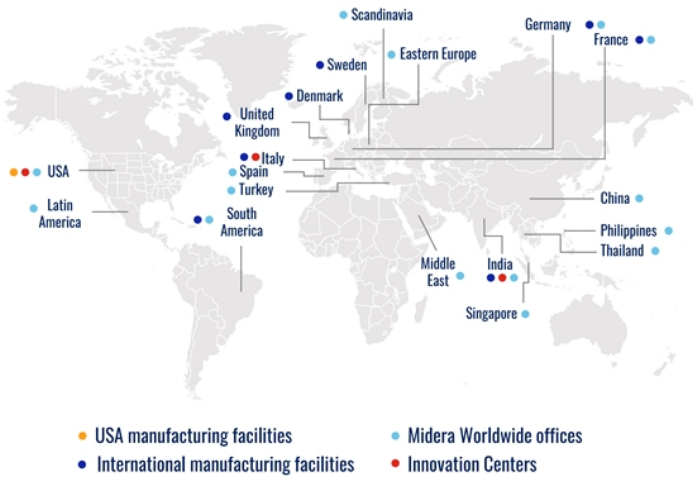 Scandinavia
Germany
France
Eastern Europe
Sweden
Denmark
United
Kingdom
Italy
Spain
Turkey
USA
Latin
America
South
America
China
Philippines
Thailand
Middle
East
India
Singapore
USA manufacturing facilities
Midera Worldwide offices
International manufacturing facilities
Innovation Centers